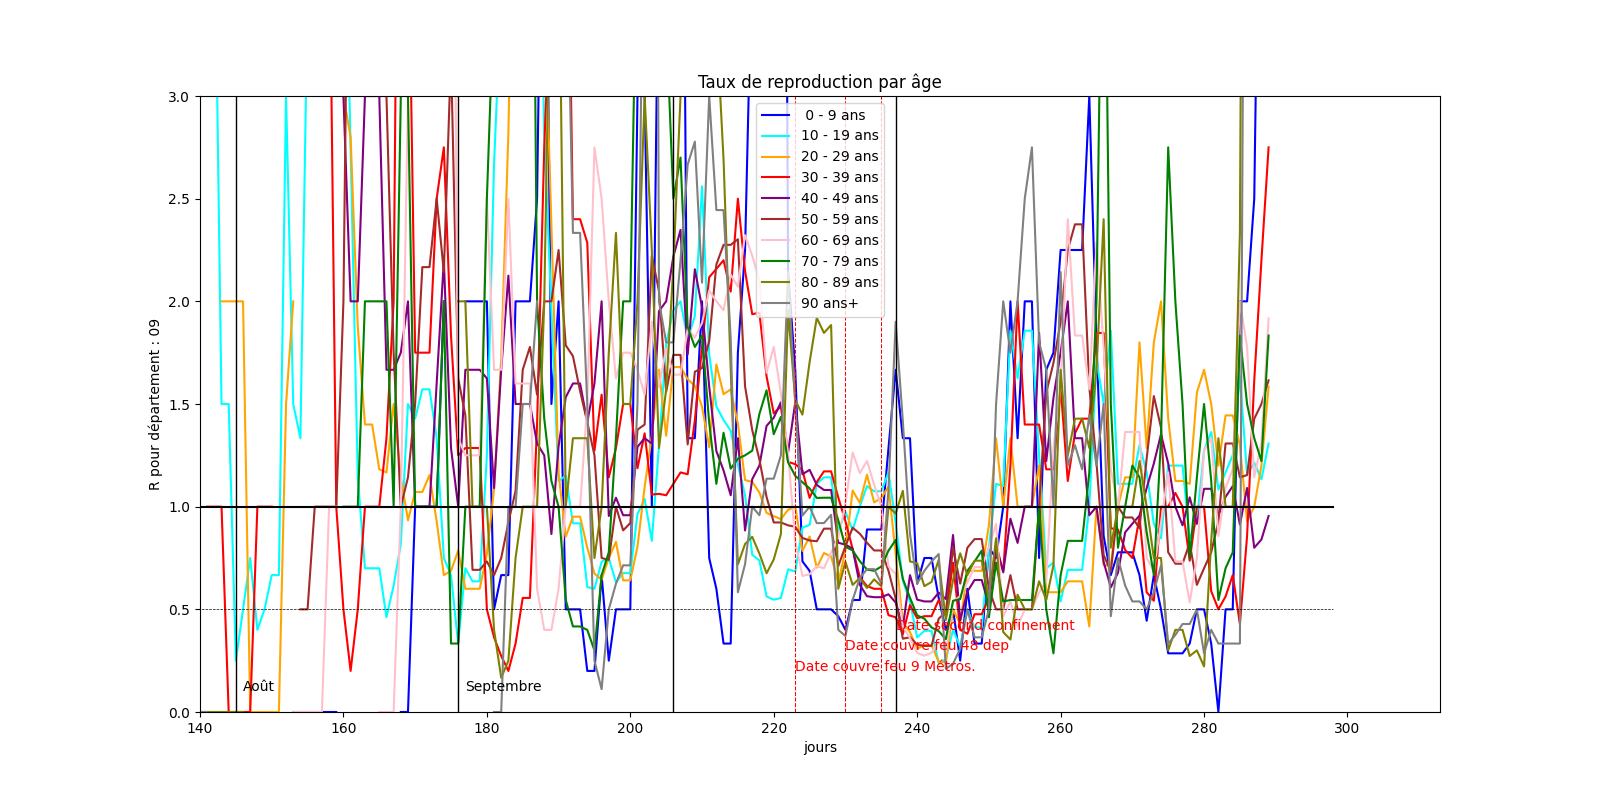 Taux de reproduction par âge
R pour département : 09
3.0
2.5
2.0
1.5
1.0
0.5
0.0
0 - 9 ans
10 - 19 ans
20 - 29 ans
30 - 39 ans
40 - 49 ans
50 - 59 ans
60 - 69 ans
70 - 79 ans
80 - 89 ans
90 ans+
Date second confinement
Date couvre feu 48 dep
Date couvre feu 9 Métros.
Août
Septembre
140 160 180 200 220 240 260 280 300
jours